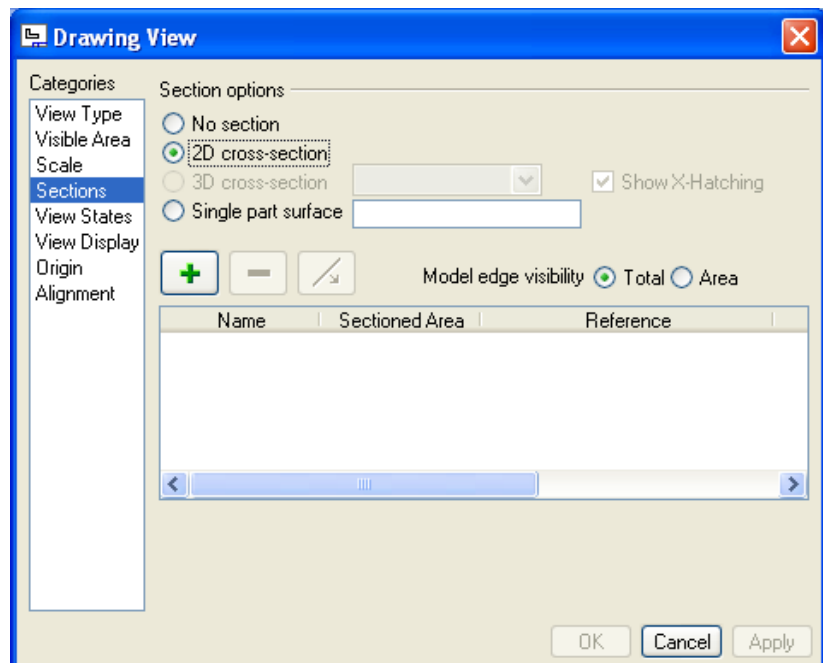 Drawing View
Categories
View Type
Visible Area
Scale
Sections
View States
View Display
Origin
Alignment
Section options
No section
2D cross-section
3D cross-section
Show X-Hatching
Single part surface
Model edge visibility Total Area
Name Sectioned Area Reference
OK Cancel Apply